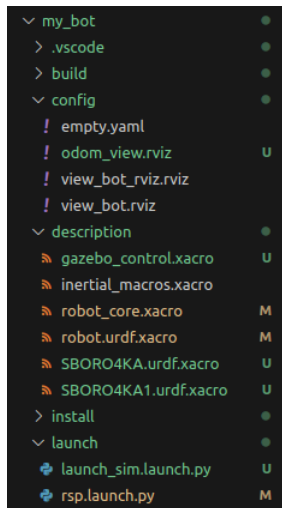 my_bot
.vscode
build
config
! empty.yaml
! odom_view.rviz U
! view_bot_rviz.rviz
! view_bot.rviz
description
gazebo_control.xacro U
inertial_macros.xacro
robot_core.xacro M
robot.urdf.xacro M
SBORO4KA.urdf.xacro U
SBORO4KA1.urdf.xacro U
install
launch
launch_sim.launch.py U
rsp.launch.py M